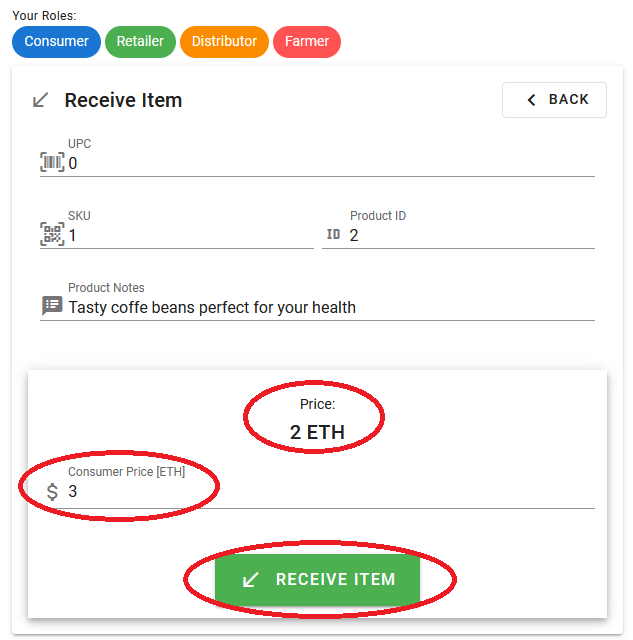 Your Roles:
Consumer Retailer Distributor Farmer
Receive Item
BACK
UPC
0
SKU
1
Product ID
ID 2
Product Notes
Tasty coffe beans perfect for your health
Price:
2 ETH
Consumer Price [ETH]
$ 3
RECEIVE ITEM